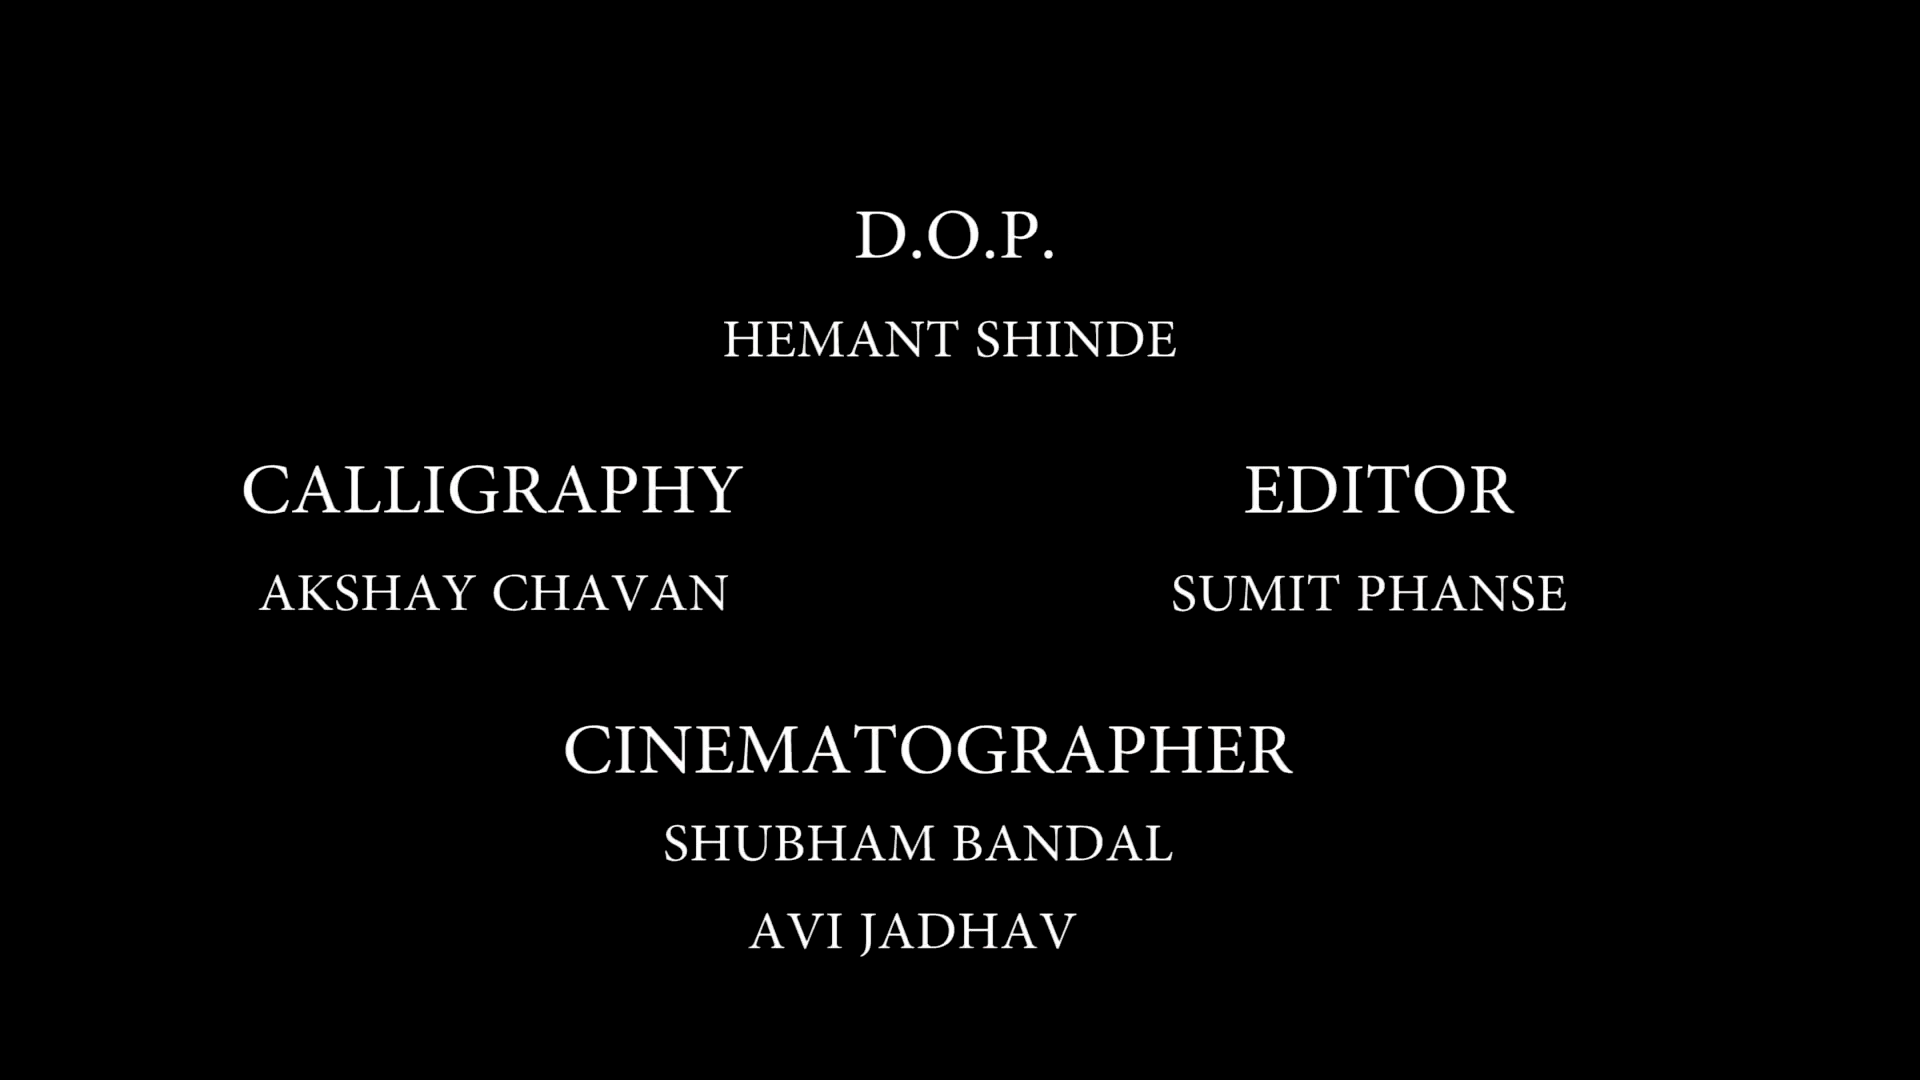 D.O.P.
HEMANT SHINDE
CALLIGRAPHY
AKSHAY CHAVAN
EDITOR
SUMIT PHANSE
CINEMATOGRAPHER
SHUBHAM BANDAL
AVI JADHAV